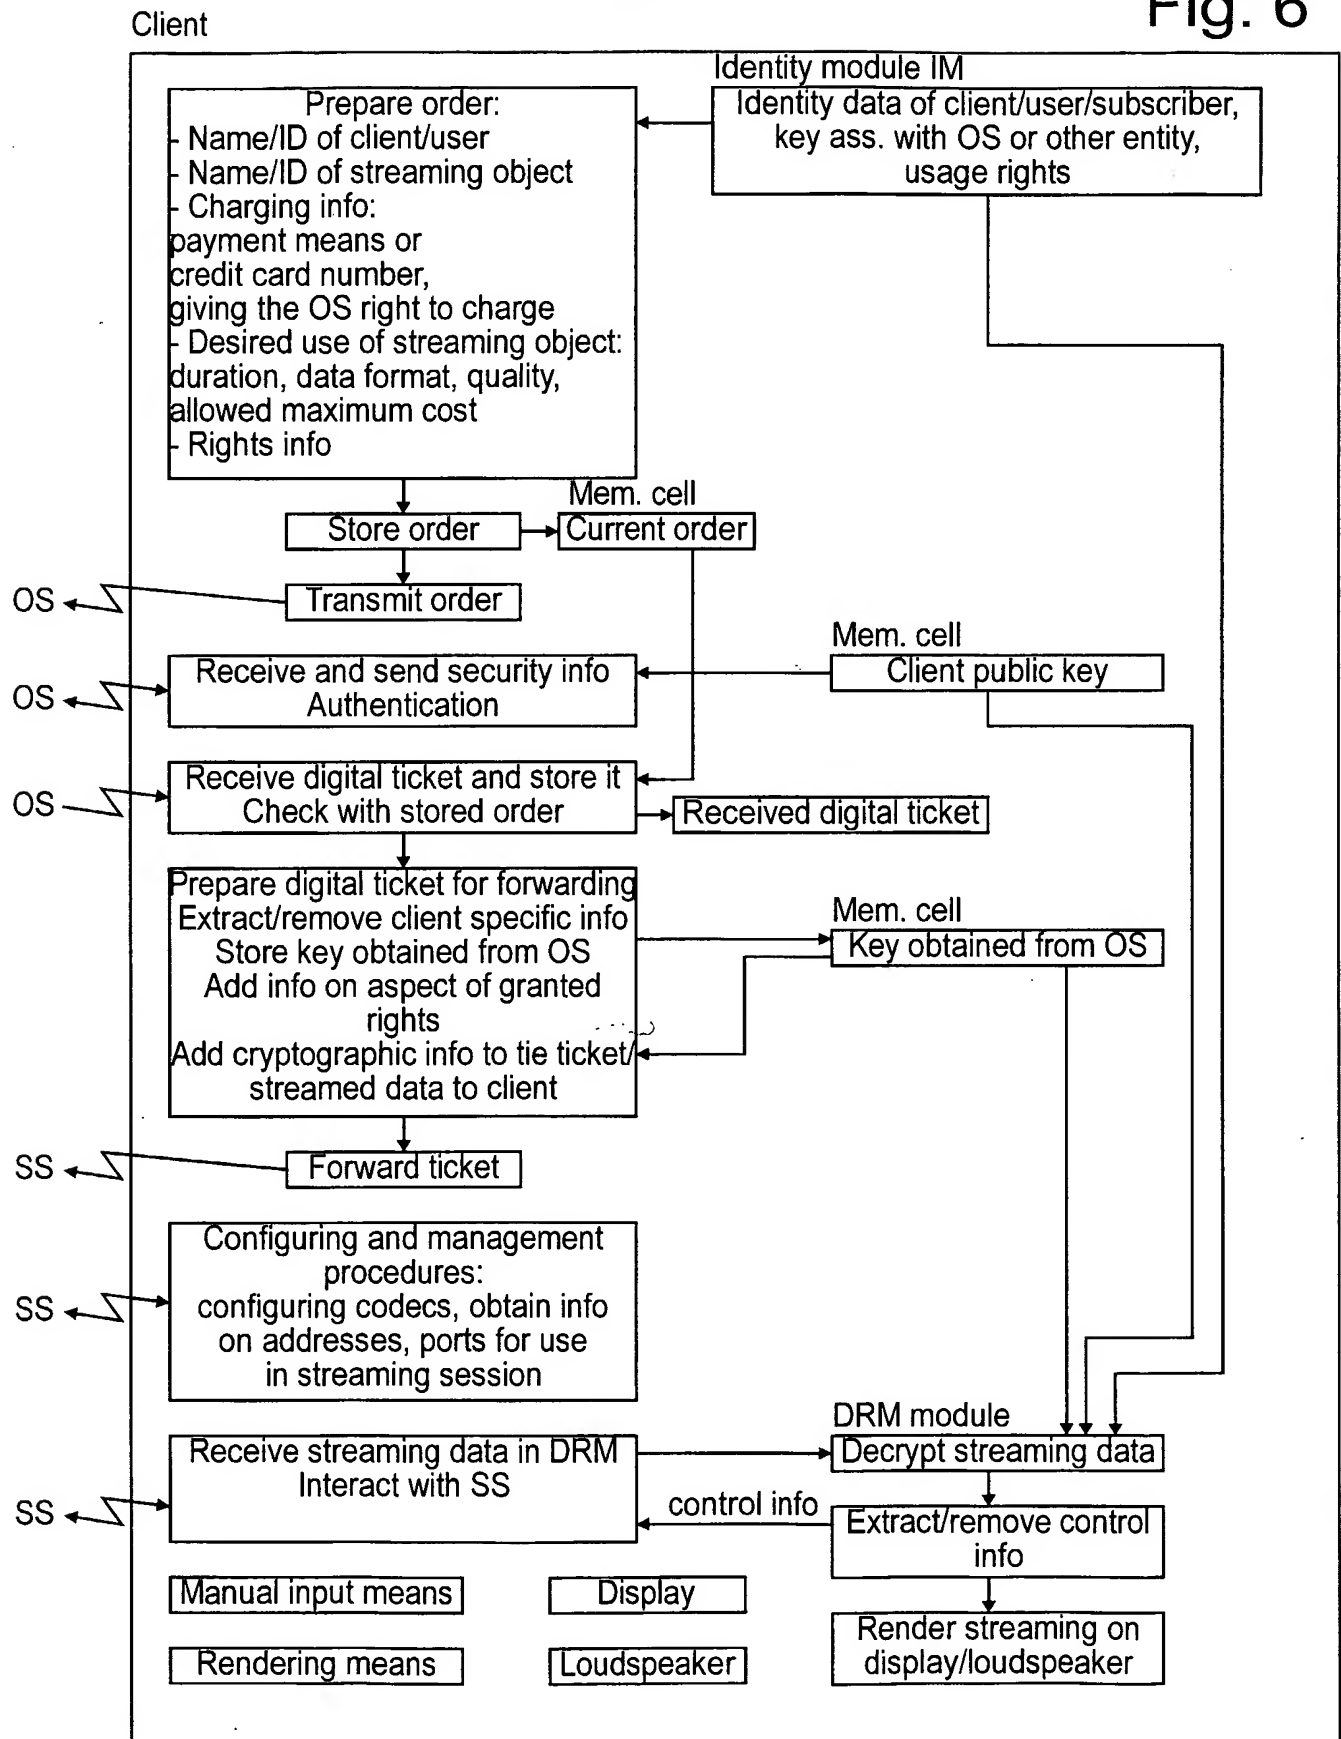 Fig. 6
Client
Identity module IM
Prepare order:
- Name/ID of client/user
- Name/ID of streaming object
- Charging info:
payment means or
credit card number,
giving the OS right to charge
- Desired use of streaming object:
duration, data format, quality,
allowed maximum cost
- Rights info
Identity data of client/user/subscriber,
key ass. with OS or other entity,
usage rights
Mem. cell
Store order
Current order
OS
Transmit order
Mem. cell
Client public key
OS
Receive and send security info
Authentication
OS
Receive digital ticket and store it
Check with stored order
Received digital ticket
Prepare digital ticket for forwarding
Extract/remove client specific info
Store key obtained from OS
Add info on aspect of granted
rights
Add cryptographic info to tie ticket/
streamed data to client
Mem. cell
Key obtained from OS
SS
Forward ticket
SS
Configuring and management
procedures:
configuring codecs, obtain info
on addresses, ports for use
in streaming session
DRM module
Decrypt streaming data
SS
Receive streaming data in DRM
Interact with SS
control info
Extract/remove control
info
Manual input means
Display
Render streaming on
display/loudspeaker
Rendering means
Loudspeaker